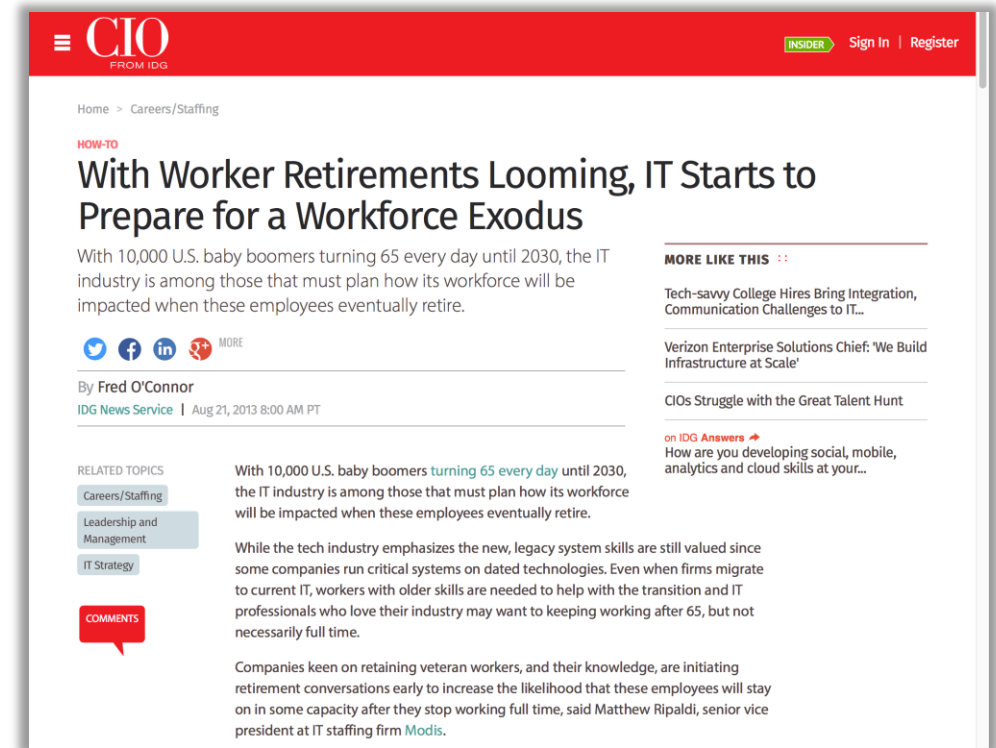 CIO
FROM IDG
INSIDER Sign In | Register
Home > Careers/Staffing
HOW-TO
With Worker Retirements Looming, IT Starts to
Prepare for a Workforce Exodus
With 10,000 U.S. baby boomers turning 65 every day until 2030, the IT
industry is among those that must plan how its workforce will be
impacted when these employees eventually retire.
MORE
By Fred O'Connor
IDG News Service | Aug 21, 2013 8:00 AM PT
MORE LIKE THIS
Tech-savvy College Hires Bring Integration,
Communication Challenges to IT...
Verizon Enterprise Solutions Chief: 'We Build
Infrastructure at Scale'
CIOs Struggle with the Great Talent Hunt
on IDG Answers
How are you developing social, mobile,
analytics and cloud skills at your...
RELATED TOPICS
Careers/Staffing
Leadership and
Management
IT Strategy
COMMENTS
With 10,000 U.S. baby boomers turning 65 every day until 2030,
the IT industry is among those that must plan how its workforce
will be impacted when these employees eventually retire.
While the tech industry emphasizes the new, legacy system skills are still valued since
some companies run critical systems on dated technologies. Even when firms migrate
to current IT, workers with older skills are needed to help with the transition and IT
professionals who love their industry may want to keeping working after 65, but not
necessarily full time.
Companies keen on retaining veteran workers, and their knowledge, are initiating
retirement conversations early to increase the likelihood that these employees will stay
on in some capacity after they stop working full time, said Matthew Ripaldi, senior vice
president at IT staffing firm Modis.